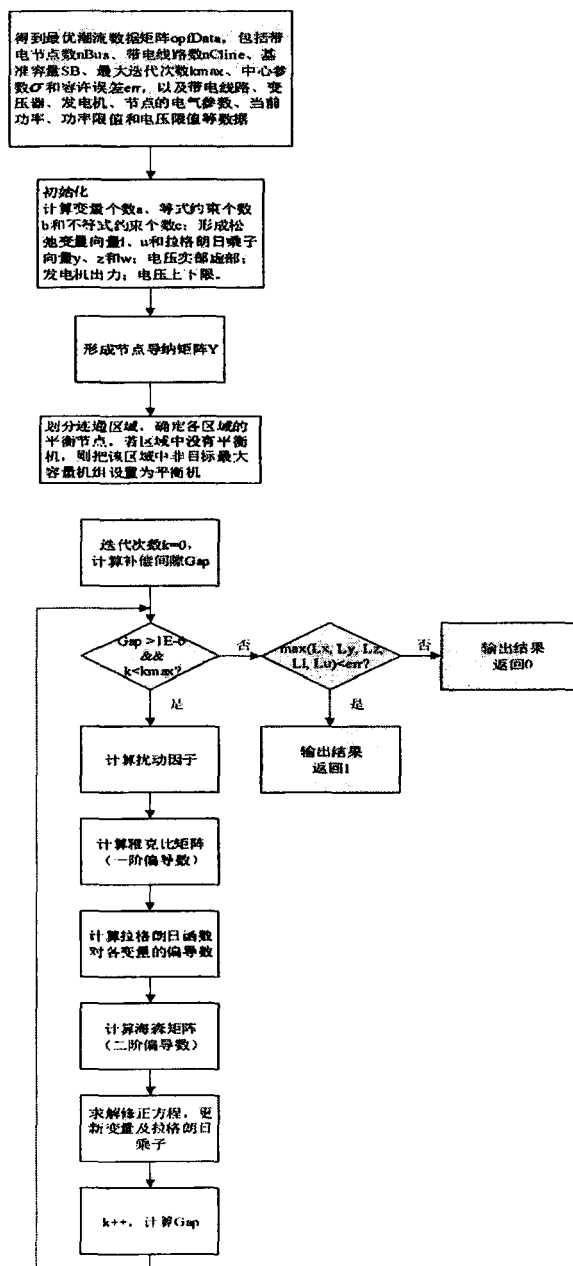 得到最优潮流数据矩阵opfData，包括带
电节点数nBus、带电线路数nCline、基
准容量SB、最大迭代次数kmax、中心参
数σ和容许误差err，以及带电线路、变
压器、发电机、节点的电气参数、当前
功率、功率限值和电压限值等数据
初始化
计算变量个数a、等式约束个数
b和不等式约束个数c；形成松
弛变量向量l、u和拉格朗日乘子
向量y、z和w；电压实部虚部；
发电机出力；电压上下限。
形成节点导纳矩阵Y
划分连通区域，确定各区域的
平衡节点，若区域中没有平衡
机，则把该区域中非目标最大
容量机组设置为平衡机
迭代次数k=0，
计算补偿间隙Gap
Gap >1E-6
&&
k<kmax?
否
max(Lx, Ly, Lz,
Ll, Lu)<err?
否
输出结果
返回0
是
是
计算扰动因子
输出结果
返回1
计算雅克比矩阵
（一阶偏导数）
计算拉格朗日函数
对各变量的偏导数
计算海森矩阵
（二阶偏导数）
求解修正方程，更
新变量及拉格朗日
乘子
k++，计算Gap